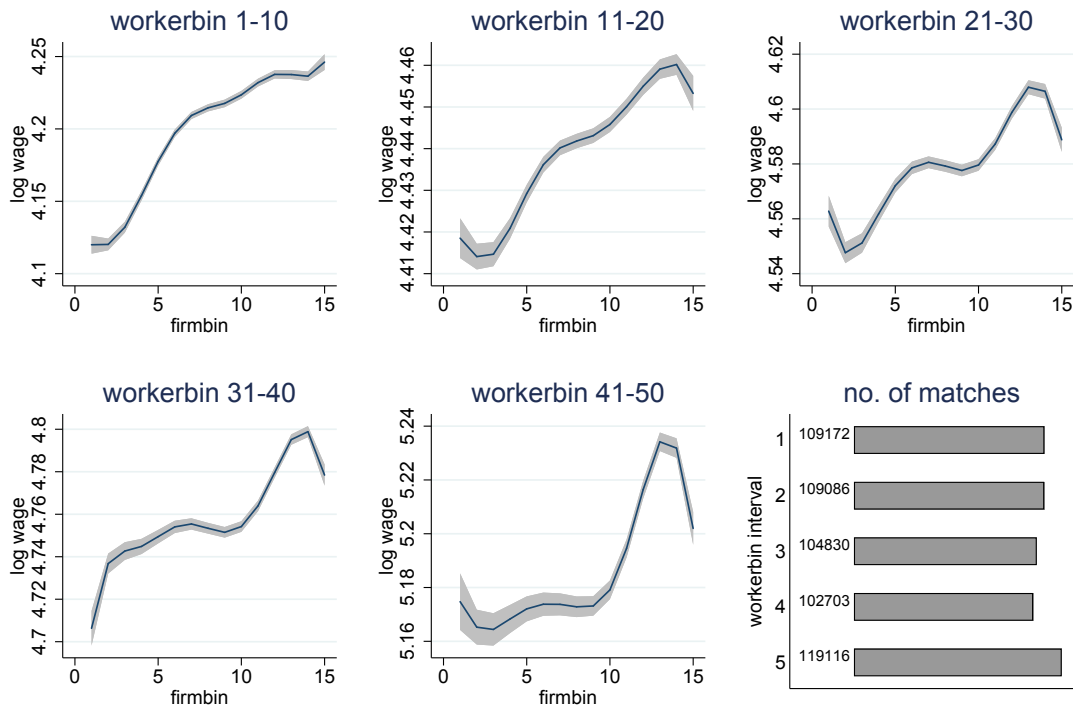 workerbin 1-10
log wage
4.25
4.2
4.15
4.1
0 5 10 15
firmbin
workerbin 11-20
log wage
4.46
4.45
4.44
4.43
4.42
4.41
0 5 10 15
firmbin
workerbin 21-30
log wage
4.62
4.6
4.58
4.56
4.54
0 5 10 15
firmbin
workerbin 31-40
log wage
4.8
4.78
4.76
4.74
4.72
4.7
0 5 10 15
firmbin
workerbin 41-50
log wage
5.24
5.22
5.2
5.18
5.16
0 5 10 15
firmbin
no. of matches
workerbin interval
1 109172
2 109086
3 104830
4 102703
5 119116